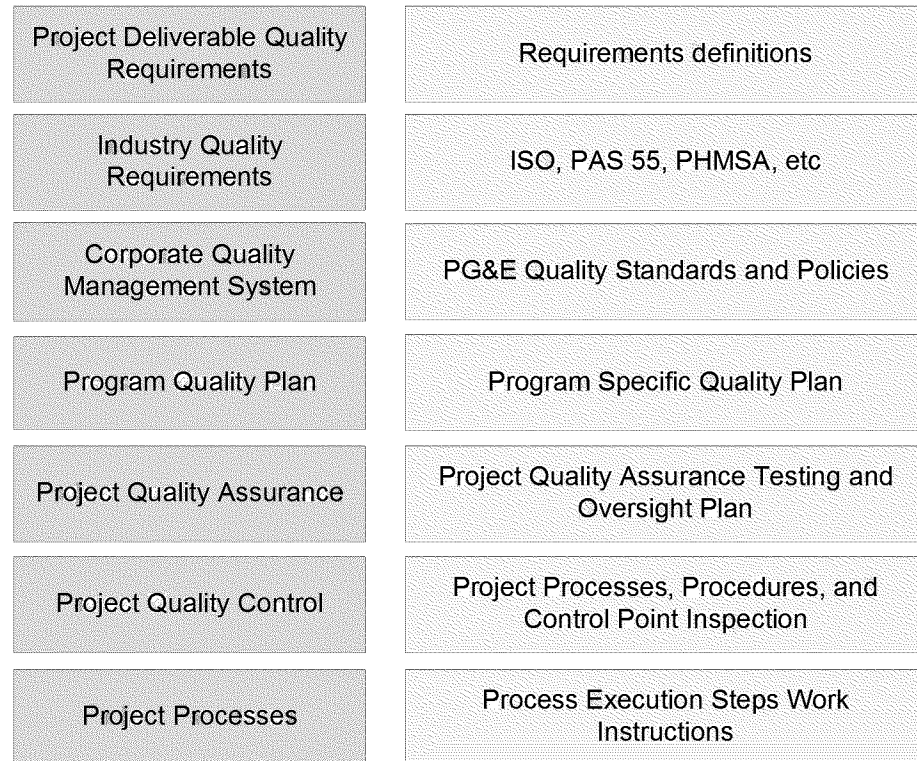 Project Deliverable Quality
Requirements
Requirements definitions
Industry Quality
Requirements
ISO, PAS 55, PHMSA, etc
Corporate Quality
Management System
PG&E Quality Standards and Policies
Program Quality Plan
Program Specific Quality Plan
Project Quality Assurance
Project Quality Assurance Testing and
Oversight Plan
Project Quality Control
Project Processes, Procedures, and
Control Point Inspection
Project Processes
Process Execution Steps Work
Instructions